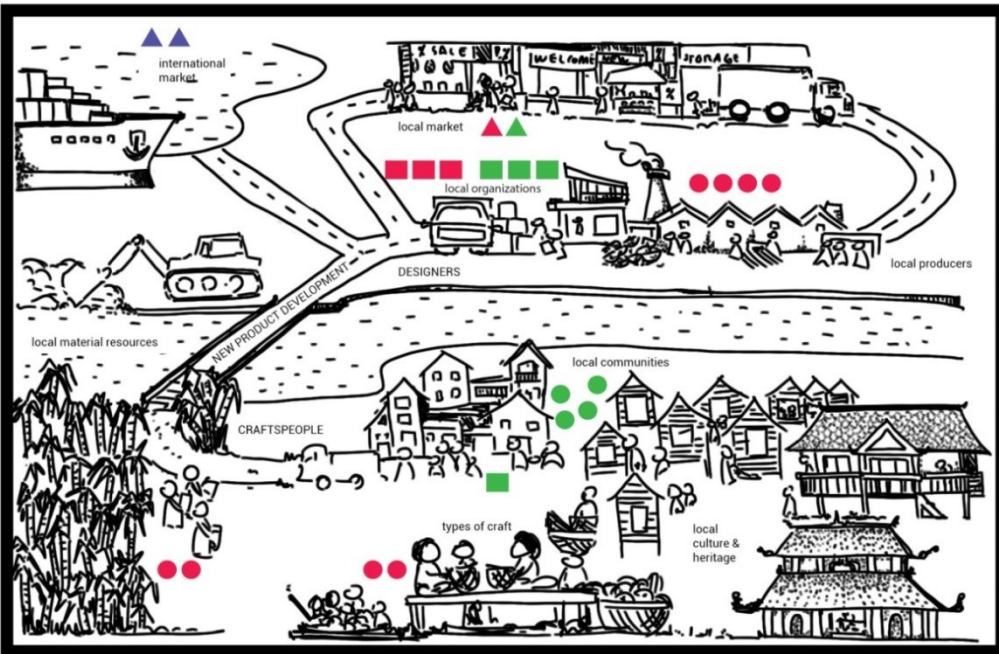 international
market
% SALE %
WELCOME
STORAGE
local market
local organizations
local producers
DESIGNERS
NEW PRODUCT DEVELOPMENT
local material resources
local communities
CRAFTSPEOPLE
types of craft
local
culture &
heritage